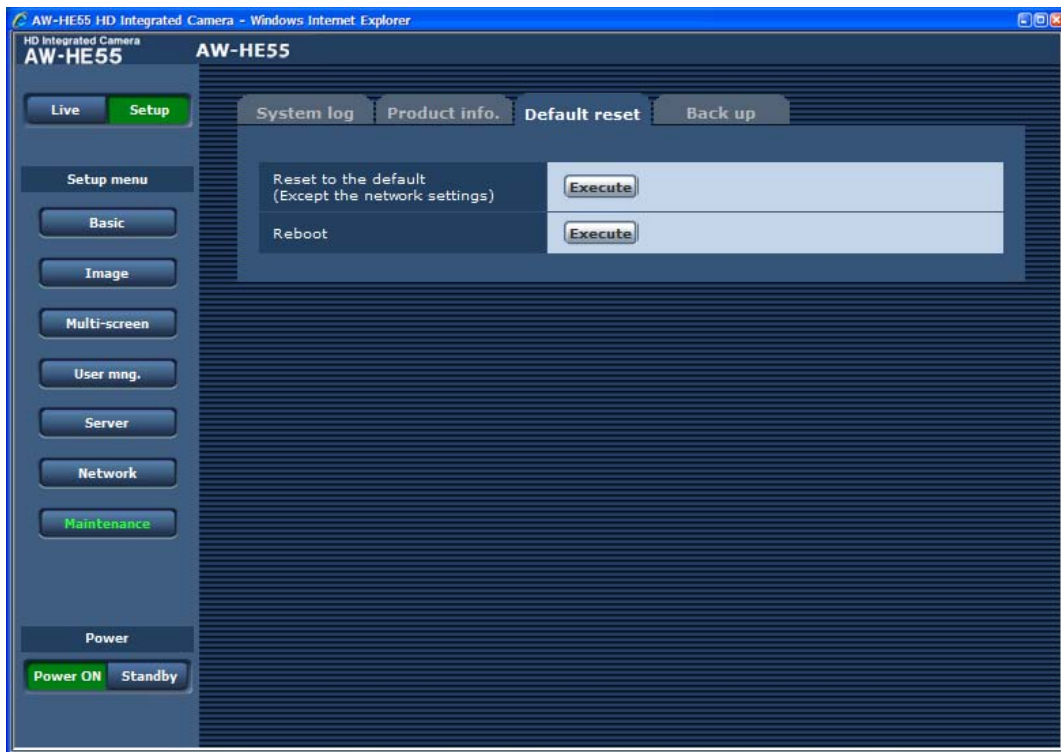 AW-HE55 HD Integrated Camera - Windows Internet Explorer
HD Integrated Camera
AW-HE55
AW-HE55
Live
Setup
System log
Product info.
Default reset
Back up
Setup menu
Basic
Image
Multi-screen
User mng.
Server
Network
Maintenance
Reset to the default
(Except the network settings)
Execute
Reboot
Execute
Power
Power ON
Standby